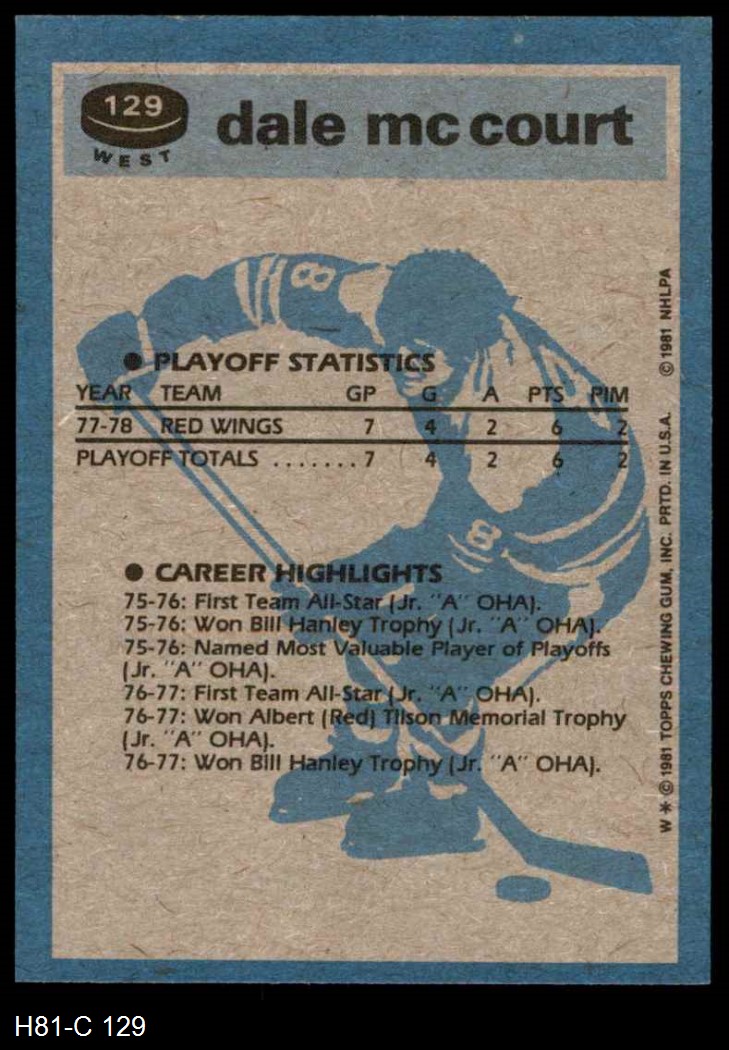 129
WEST
dale mc court
● PLAYOFF STATISTICS
YEAR TEAM GP G A PTS PIM
77-78 RED WINGS 7 4 2 6 2
PLAYOFF TOTALS ....... 7 4 2 6 2
8
8
● CAREER HIGHLIGHTS
75-76: First Team All-Star (Jr. "A" OHA).
75-76: Won Bill Hanley Trophy (Jr. "A" OHA).
75-76: Named Most Valuable Player of Playoffs
(Jr. "A" OHA).
76-77: First Team All-Star (Jr. "A" OHA).
76-77: Won Albert (Red) Tilson Memorial Trophy
(Jr. "A" OHA).
76-77: Won Bill Hanley Trophy (Jr. "A" OHA).
W * © 1981 TOPPS CHEWING GUM, INC. PRTD. IN U.S.A. © 1981 NHLPA
H81-C 129